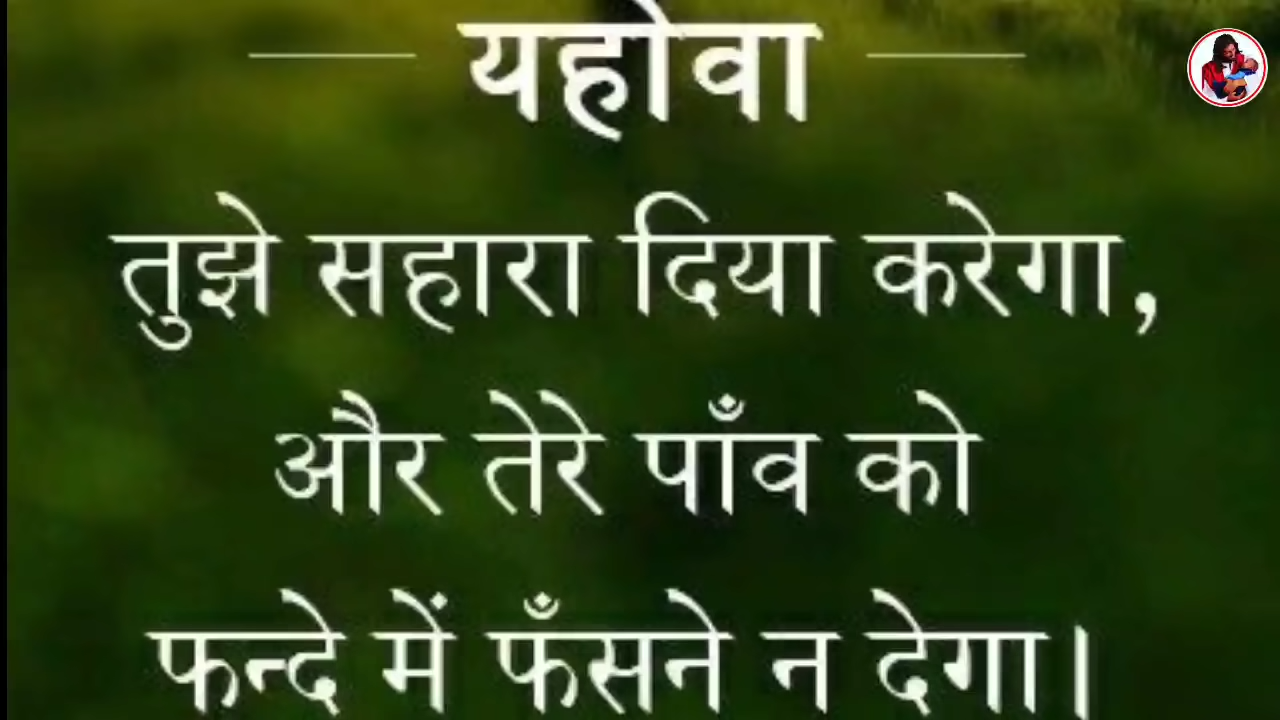 यहोवा
तुझे सहारा दिया करेगा,
और तेरे पाँव को
फन्दे में फँसने न देगा।